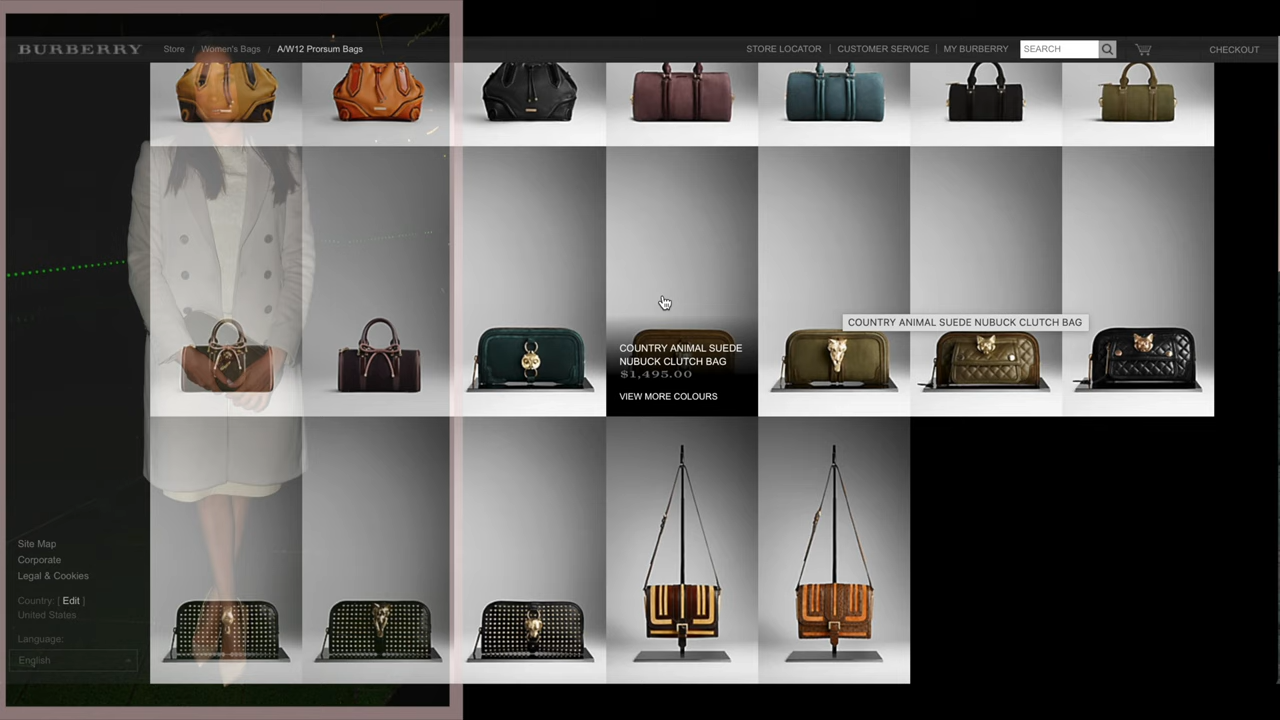 BURBERRY
Store / Women's Bags / A/W12 Prorsum Bags
STORE LOCATOR | CUSTOMER SERVICE | MY BURBERRY
SEARCH
CHECKOUT
COUNTRY ANIMAL SUEDE NUBUCK CLUTCH BAG
COUNTRY ANIMAL SUEDE
NUBUCK CLUTCH BAG
$1,495.00
VIEW MORE COLOURS
Site Map
Corporate
Legal & Cookies
Country: [ Edit ]
United States
Language:
English